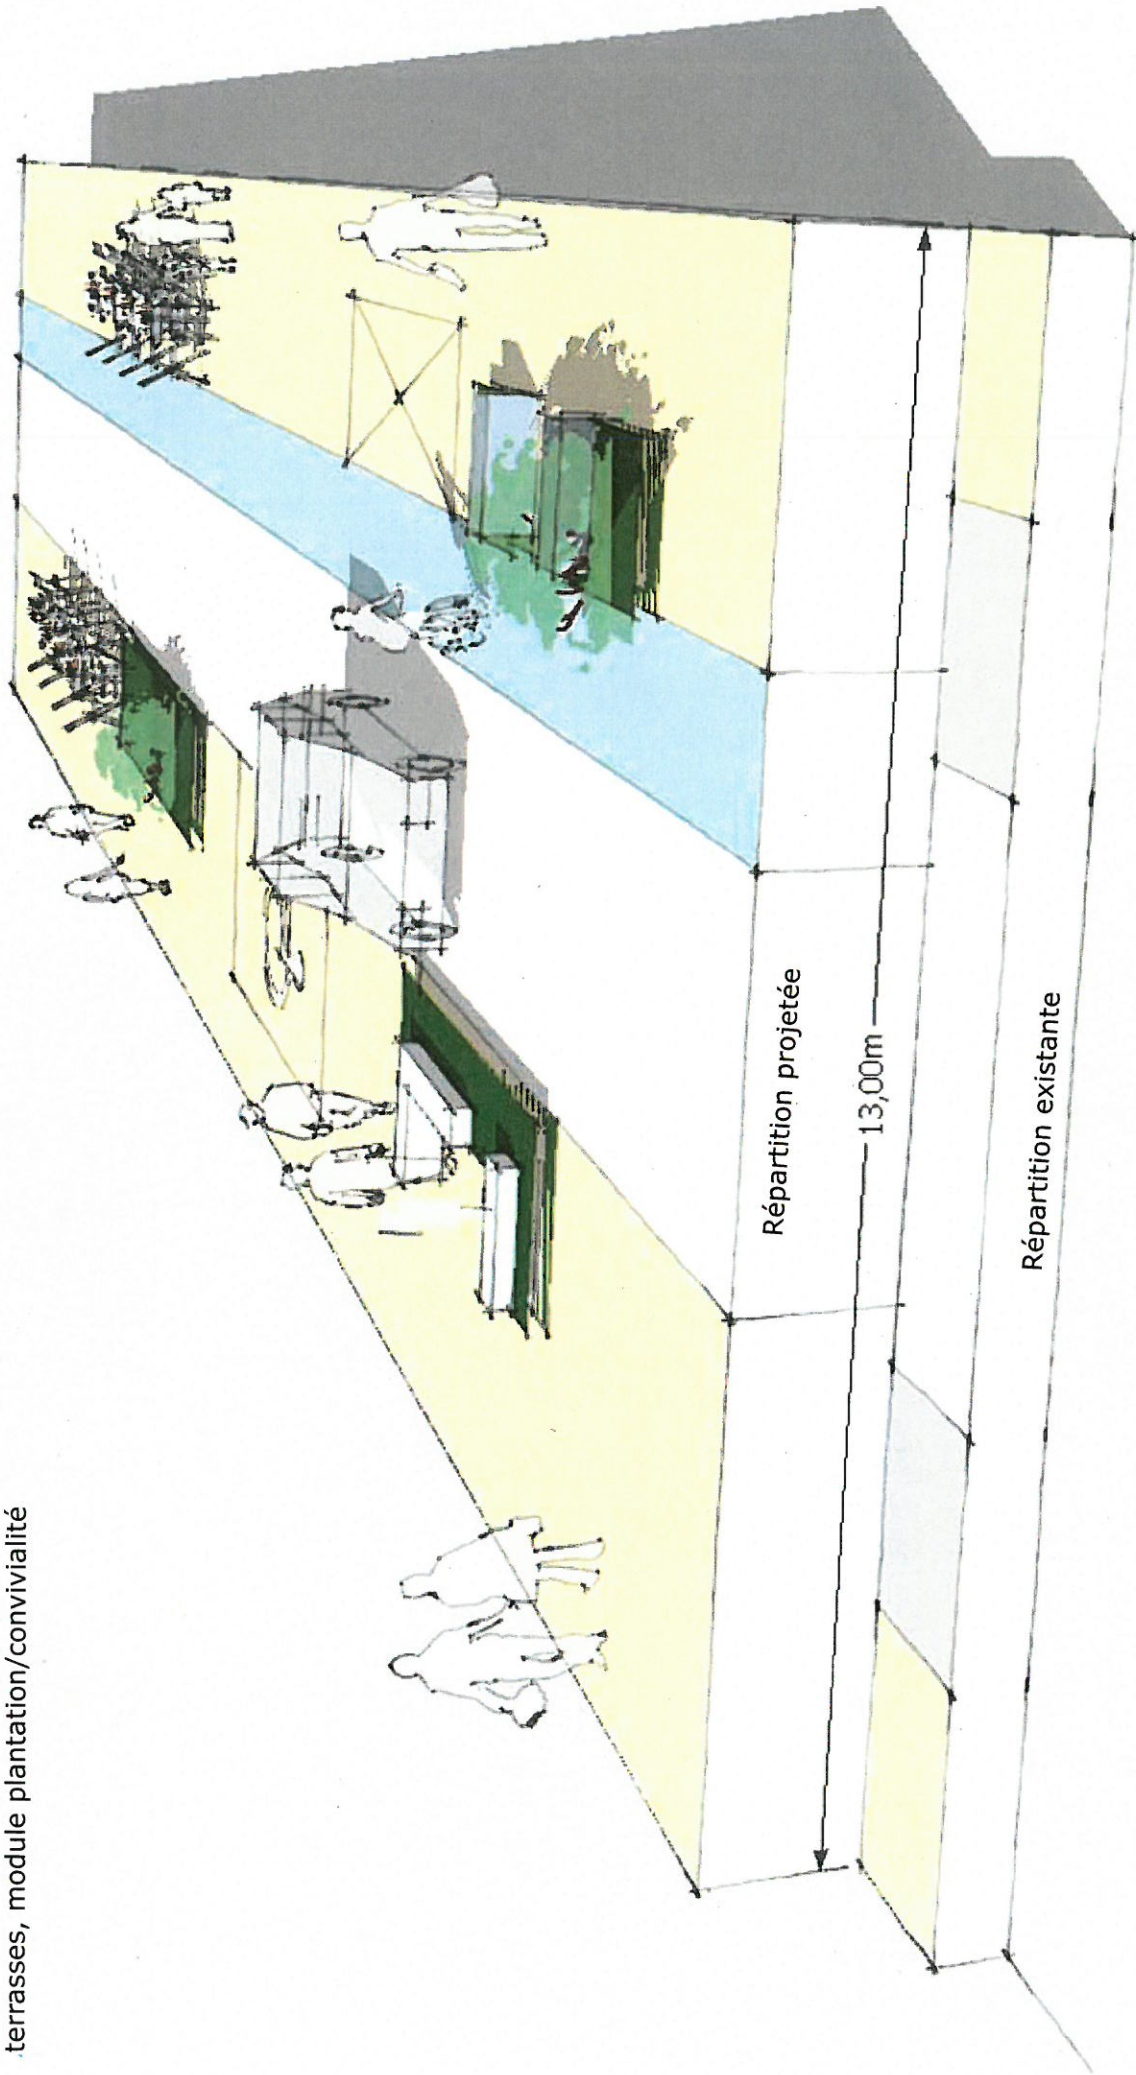 terrasses, module plantation/convivialité
Répartition projetée
13,00m
Répartition existante